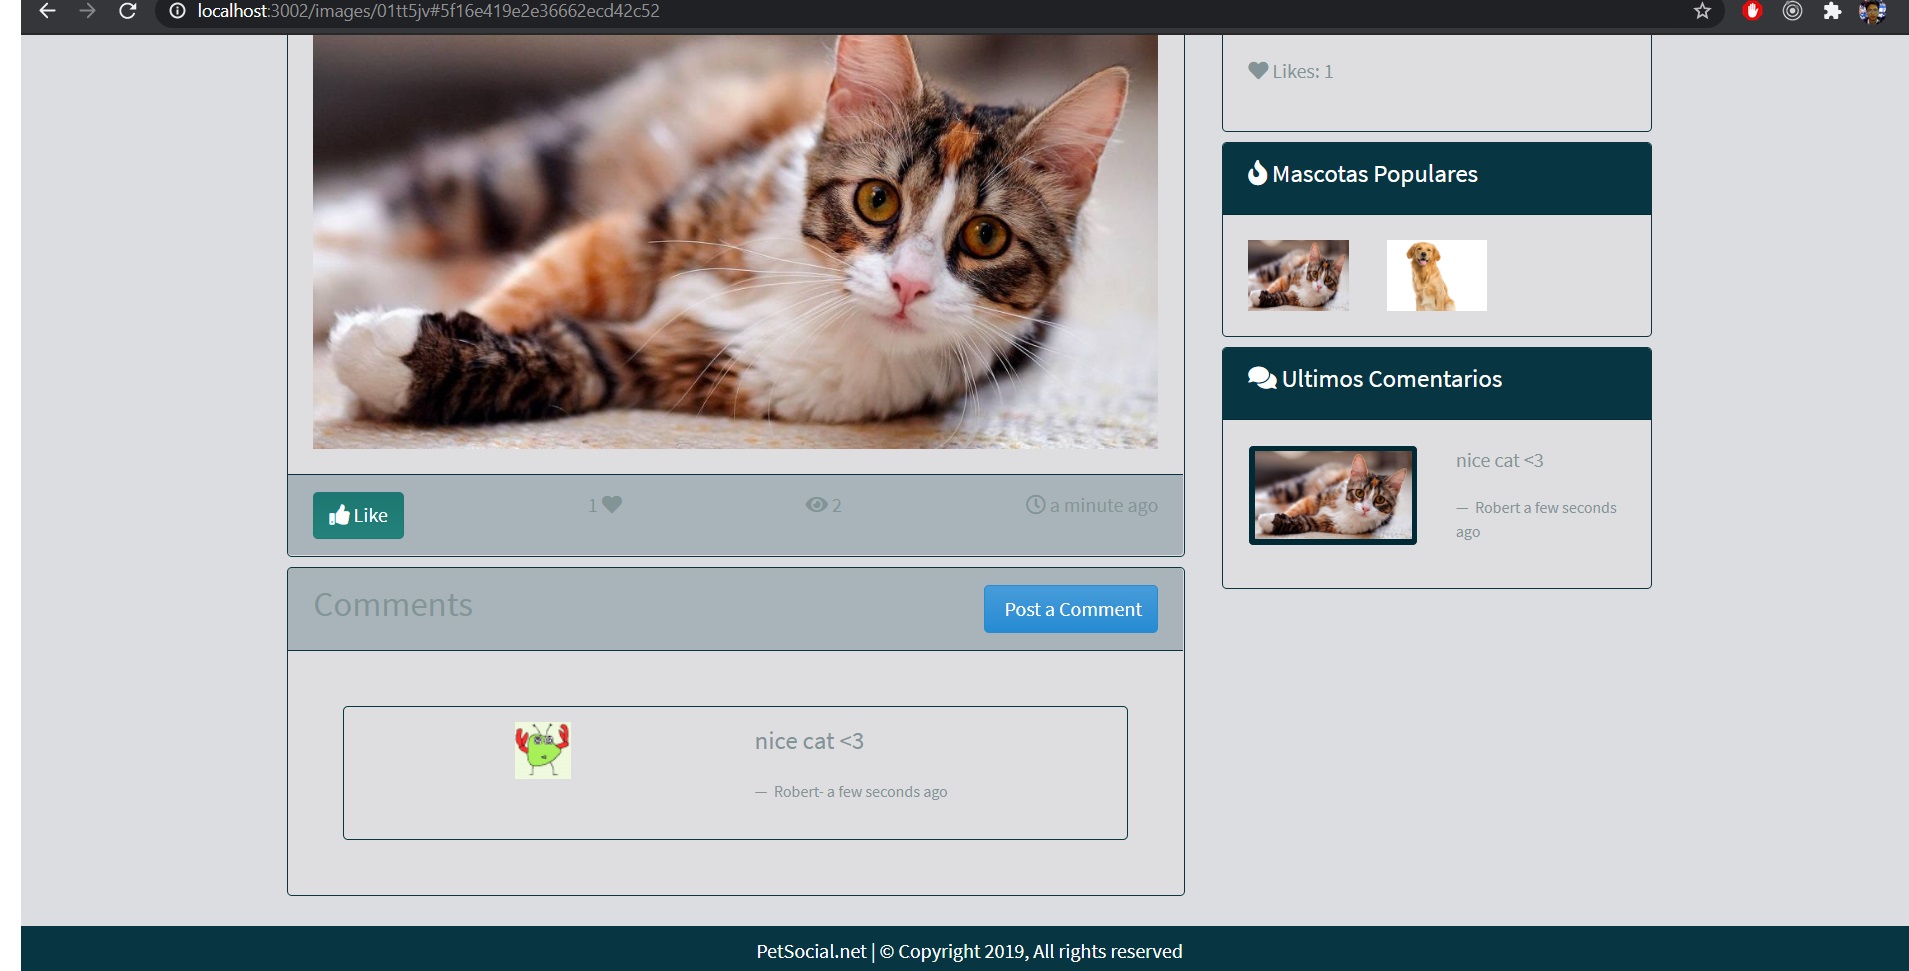 localhost:3002/images/01tt5jv#5f16e419e2e36662ecd42c52
Like
1
2
a minute ago
Comments
Post a Comment
nice cat <3
— Robert- a few seconds ago
Likes: 1
Mascotas Populares
Ultimos Comentarios
nice cat <3
— Robert a few seconds
ago
PetSocial.net | © Copyright 2019, All rights reserved